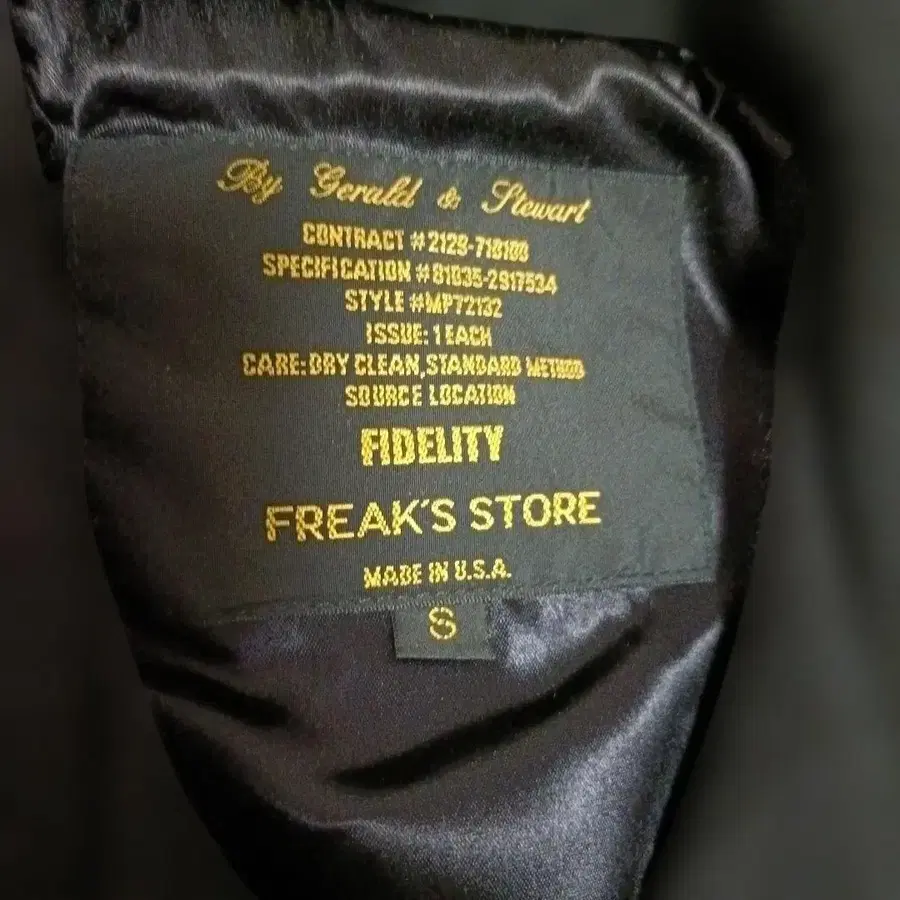 By Gerald & Stewart
CONTRACT #2129-710100
SPECIFICATION #81035-2917534
STYLE #MP72132
ISSUE: 1 EACH
CARE: DRY CLEAN, STANDARD METHOD
SOURCE LOCATION
FIDELITY
FREAK'S STORE
MADE IN U.S.A.
S